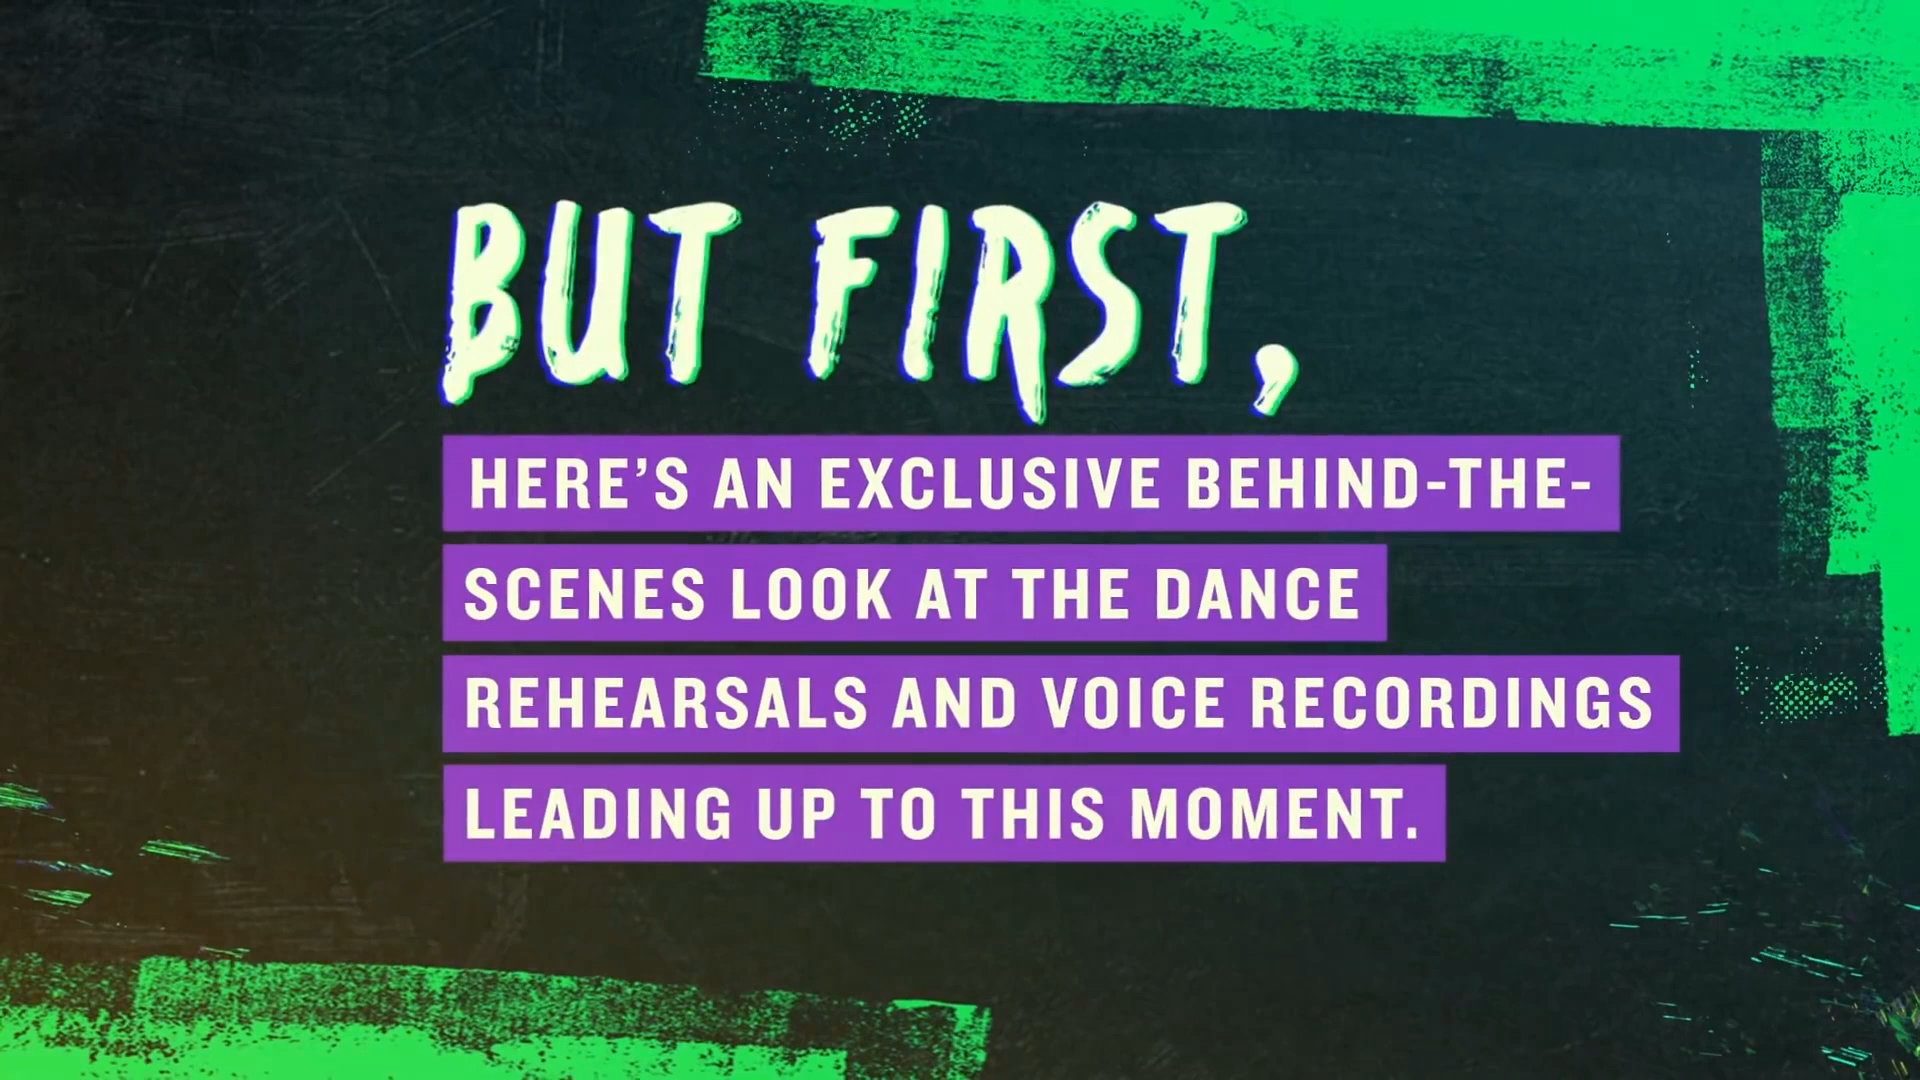 BUT FIRST,
HERE’S AN EXCLUSIVE BEHIND-THE-
SCENES LOOK AT THE DANCE
REHEARSALS AND VOICE RECORDINGS
LEADING UP TO THIS MOMENT.